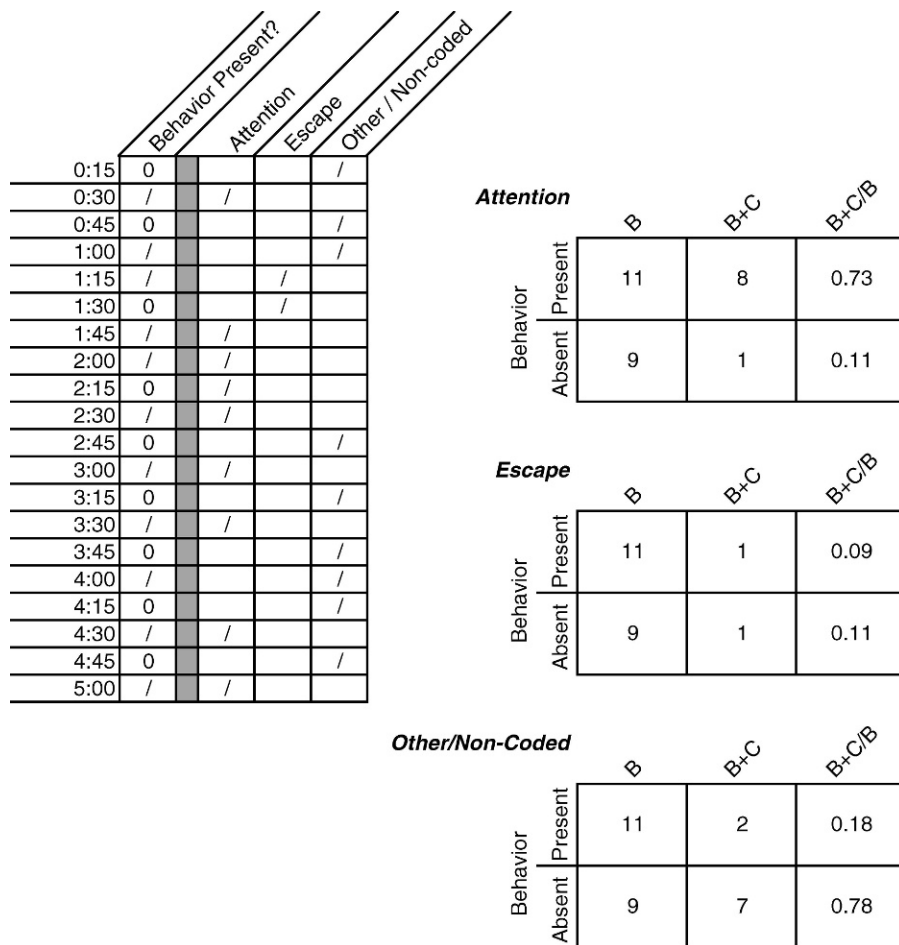 Behavior Present?
Attention
Escape
Other / Non-coded
0:15 0 /
0:30 / /
0:45 0 /
1:00 / /
1:15 / /
1:30 0 /
1:45 / /
2:00 / /
2:15 0 /
2:30 / /
2:45 0 /
3:00 / /
3:15 0 /
3:30 / /
3:45 0 /
4:00 / /
4:15 0 /
4:30 / /
4:45 0 /
5:00 / /
Attention
B B+C B+C/B
Behavior
Present 11 8 0.73
Absent 9 1 0.11
Escape
B B+C B+C/B
Behavior
Present 11 1 0.09
Absent 9 1 0.11
Other/Non-Coded
B B+C B+C/B
Behavior
Present 11 2 0.18
Absent 9 7 0.78